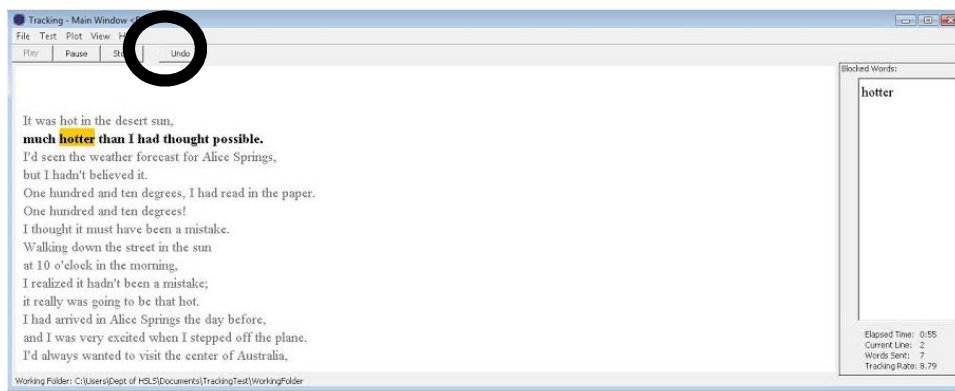 Tracking - Main Window
File Test Plot View
Play Pause Undo
Blocked Words:
hotter
It was hot in the desert sun,
much hotter than I had thought possible.
I'd seen the weather forecast for Alice Springs,
but I hadn't believed it.
One hundred and ten degrees, I had read in the paper.
One hundred and ten degrees!
I thought it must have been a mistake.
Walking down the street in the sun
at 10 o'clock in the morning,
I realized it hadn't been a mistake;
it really was going to be that hot.
I had arrived in Alice Springs the day before,
and I was very excited when I stepped off the plane.
I'd always wanted to visit the center of Australia,
Elapsed Time: 0:55
Current Line: 2
Words Sent: 7
Tracking Rate: 8.79
Working Folder: C:\Users\Dept of HSLS\Documents\TrackingTest\WorkingFolder